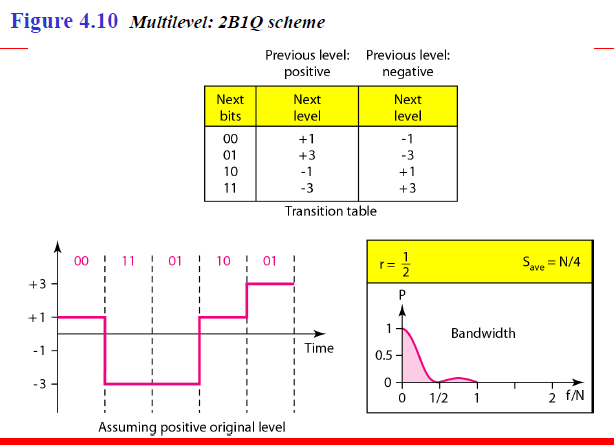 Figure 4.10 Multilevel: 2B1Q scheme
Previous level: positive
Previous level: negative
Next bits
Next level
Next level
00 +1 -1
01 +3 -3
10 -1 +1
11 -3 +3
Transition table
00 11 01 10 01
+3
+1
-1
-3
Time
Assuming positive original level
r = 1/2
Save = N/4
P
1
0.5
0
Bandwidth
0 1/2 1 2 f/N